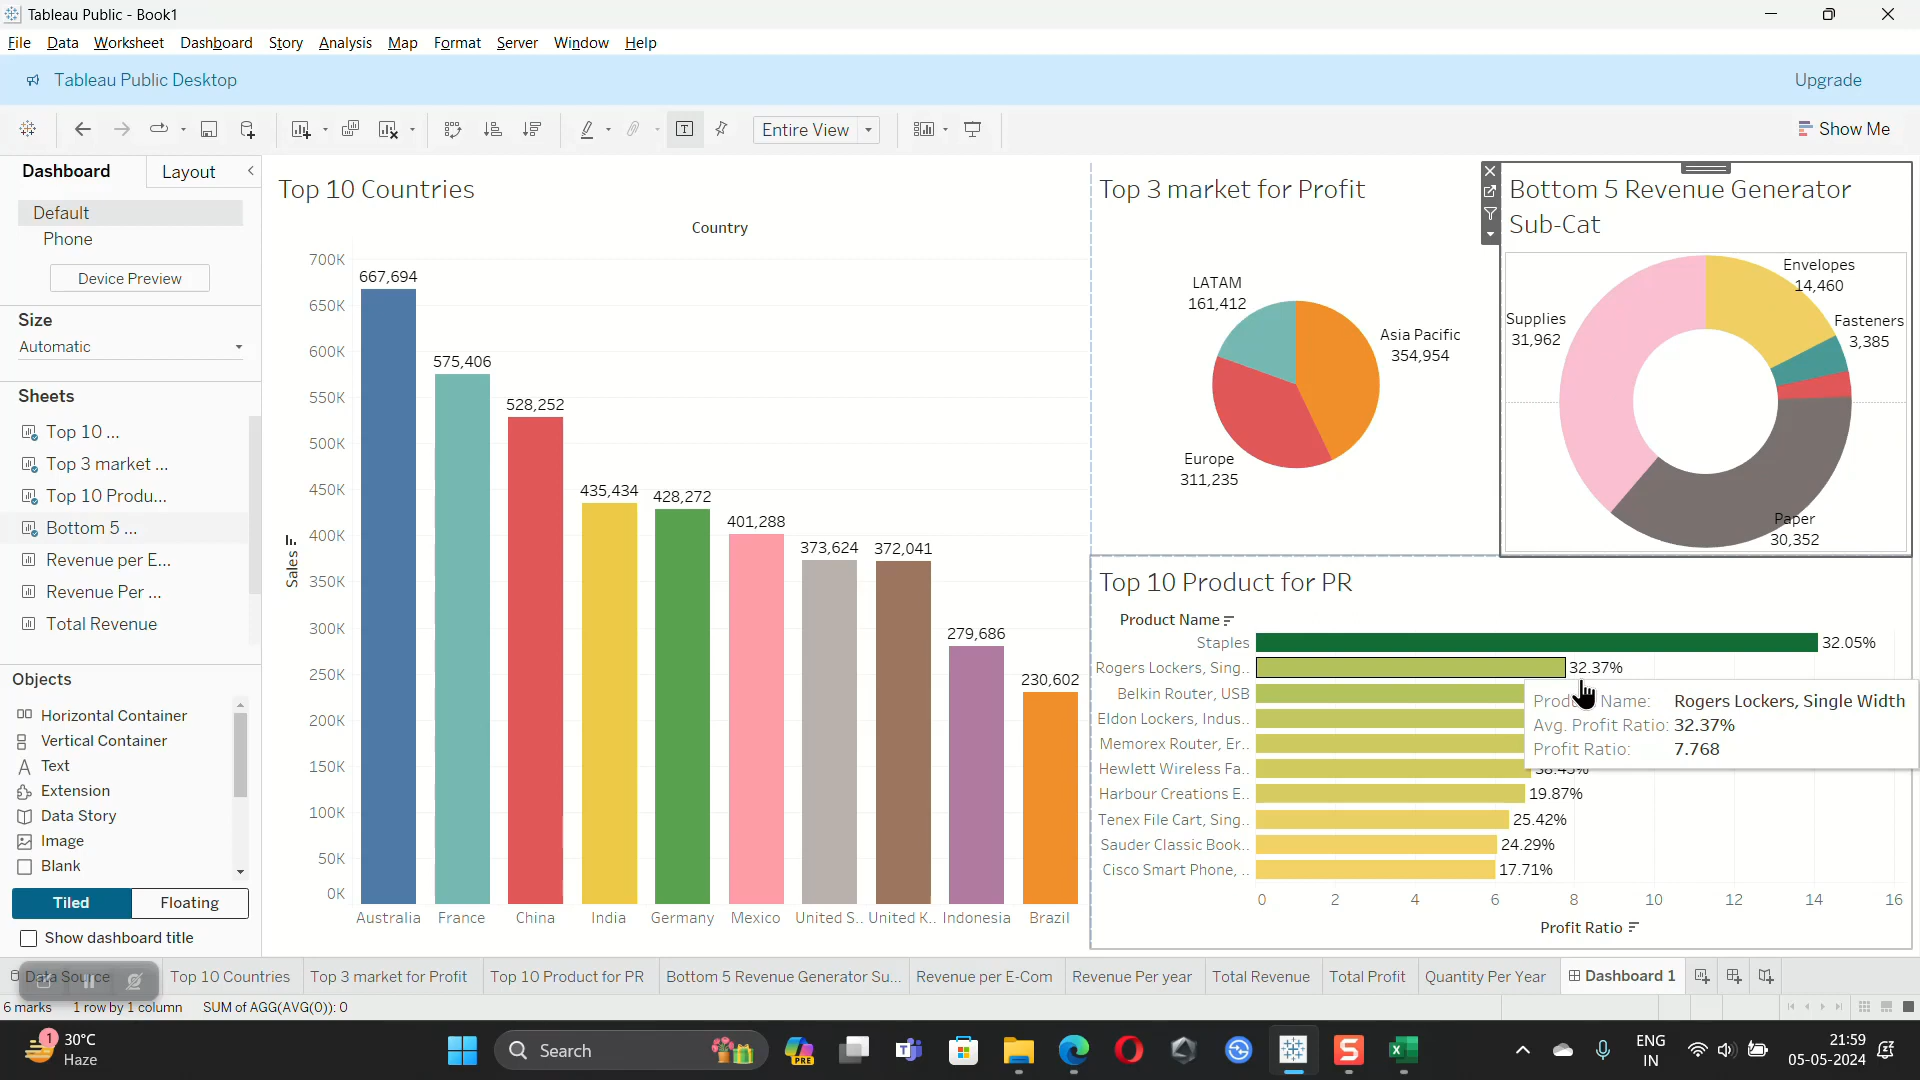 Tableau Public - Book1
File Data Worksheet Dashboard Story Analysis Map Format Server Window Help
Tableau Public Desktop
Upgrade
Entire View
Show Me
Dashboard
Layout
Default
Phone
Device Preview
Size
Automatic
Sheets
Top 10 ...
Top 3 market ...
Top 10 Produ...
Bottom 5 ...
Revenue per E...
Revenue Per ...
Total Revenue
Objects
Horizontal Container
Vertical Container
Text
Extension
Data Story
Image
Blank
Tiled
Floating
Show dashboard title
Top 10 Countries
Country
Sales
700K
650K
600K
550K
500K
450K
400K
350K
300K
250K
200K
150K
100K
50K
0K
667,694
575,406
528,252
435,434
428,272
401,288
373,624
372,041
279,686
230,602
Australia
France
China
India
Germany
Mexico
United S..
United K..
Indonesia
Brazil
Top 3 market for Profit
LATAM
161,412
Asia Pacific
354,954
Europe
311,235
Bottom 5 Revenue Generator
Sub-Cat
Envelopes
14,460
Supplies
31,962
Fasteners
3,385
Paper
30,352
Top 10 Product for PR
Product Name
Staples
32.05%
Rogers Lockers, Sing..
32.37%
Belkin Router, USB
Eldon Lockers, Indus..
Memorex Router, Er..
Hewlett Wireless Fa..
Harbour Creations E..
19.87%
Tenex File Cart, Sing..
25.42%
Sauder Classic Book..
24.29%
Cisco Smart Phone, ..
17.71%
Name: Rogers Lockers, Single Width
Avg. Profit Ratio: 32.37%
Profit Ratio: 7.768
0 2 4 6 8 10 12 14 16
Profit Ratio
Data Source
Top 10 Countries
Top 3 market for Profit
Top 10 Product for PR
Bottom 5 Revenue Generator Su...
Revenue per E-Com
Revenue Per year
Total Revenue
Total Profit
Quantity Per Year
Dashboard 1
6 marks 1 row by 1 column SUM of AGG(AVG(0)): 0
1
30°C
Haze
Search
PRE
ENG
IN
21:59
05-05-2024